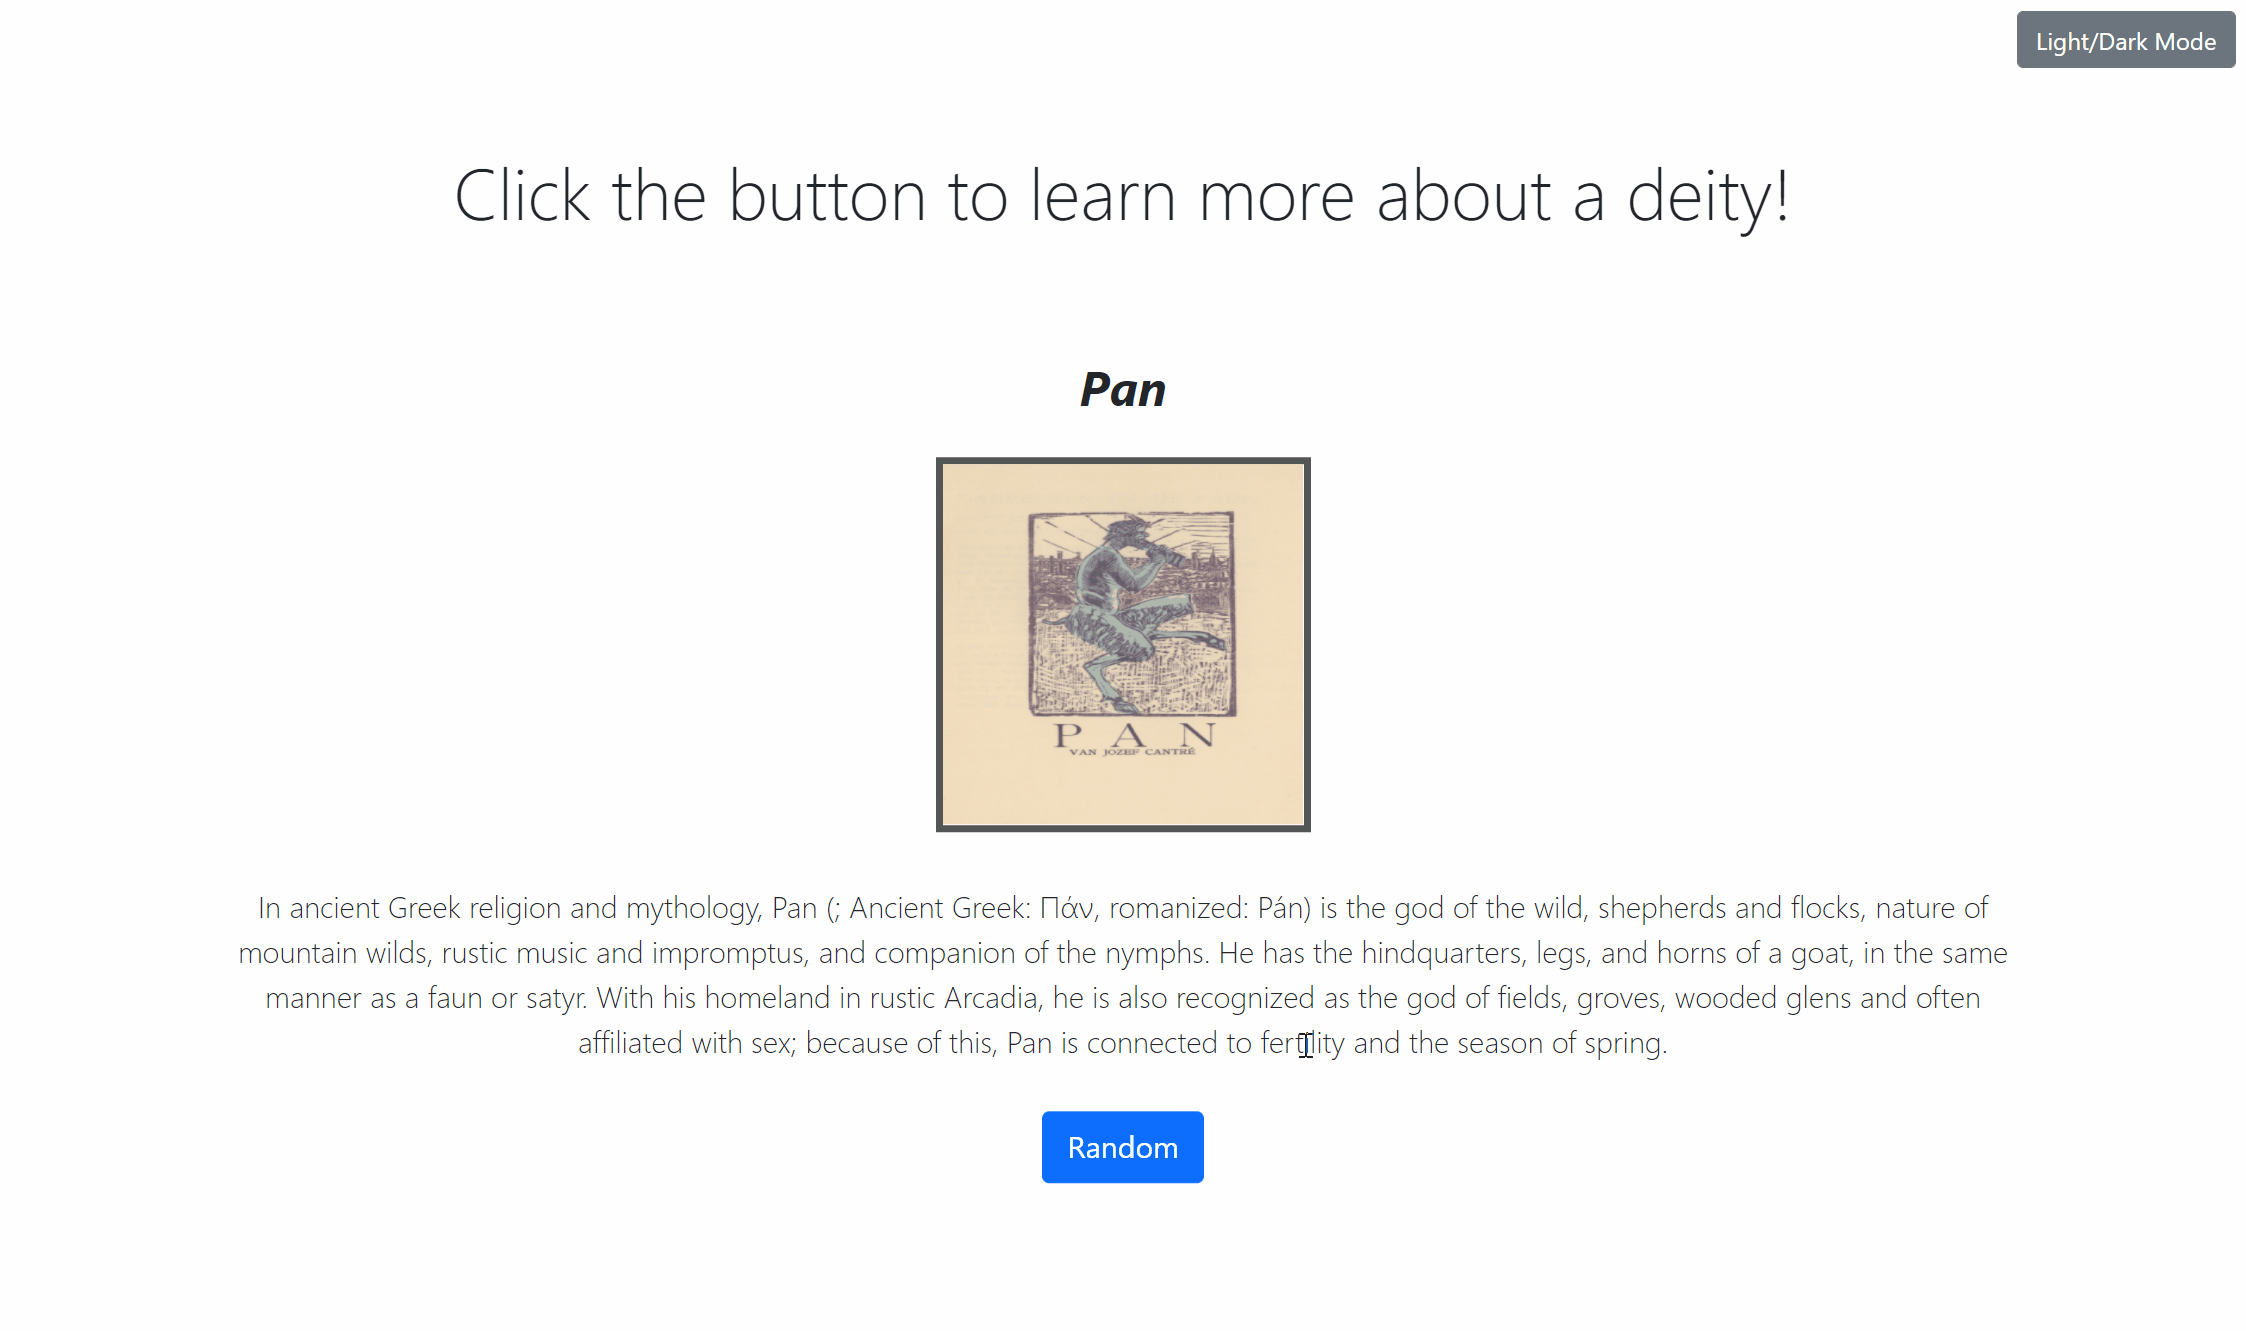 Light/Dark Mode
Click the button to learn more about a deity!
Pan
P A N
VAN JOZEF CANTRÉ
In ancient Greek religion and mythology, Pan (; Ancient Greek: Πάν, romanized: Pán) is the god of the wild, shepherds and flocks, nature of
mountain wilds, rustic music and impromptus, and companion of the nymphs. He has the hindquarters, legs, and horns of a goat, in the same
manner as a faun or satyr. With his homeland in rustic Arcadia, he is also recognized as the god of fields, groves, wooded glens and often
affiliated with sex; because of this, Pan is connected to fertility and the season of spring.
Random